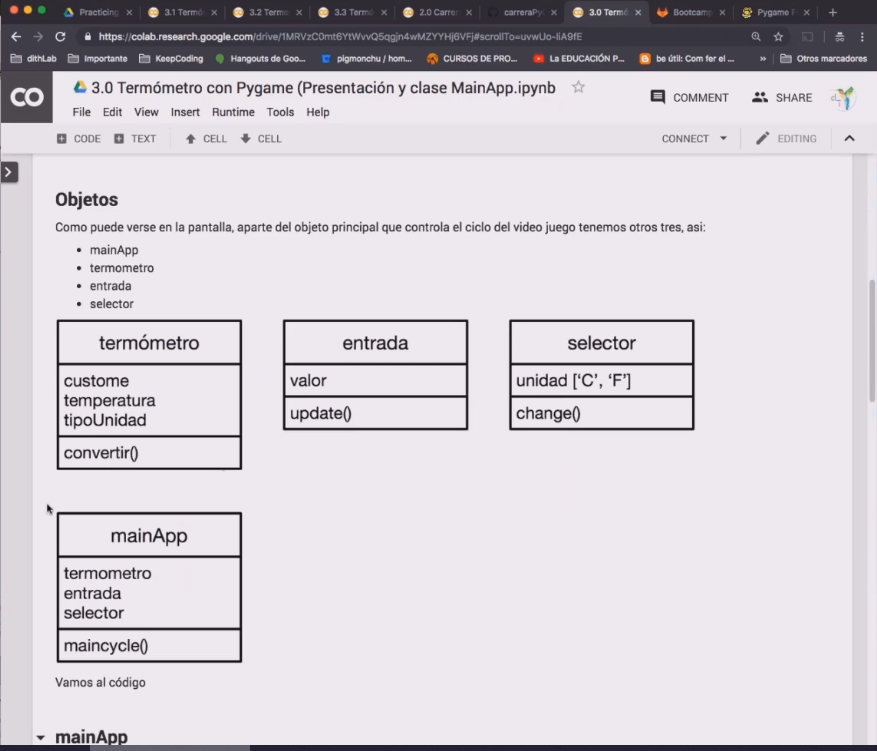 Practicing
3.1 Termó
3.2 Termo
3.3 Termó
2.0 Carrer
carreraPy
3.0 Termó
Bootcamp
Pygame
https://colab.research.google.com/drive/1MRVzC0mt6YtWvvQ5qgjn4wMZYYHj6VFj#scrollTo=uvwUo-liA9fE
dithLab
Importante
KeepCoding
Hangouts de Goo...
pigmonchu / hom...
CURSOS DE PRO...
La EDUCACIÓN P...
be útil: Com fer el ...
»
Otros marcadores
CO
3.0 Termómetro con Pygame (Presentación y clase MainApp.ipynb
COMMENT
SHARE
File Edit View Insert Runtime Tools Help
CODE TEXT CELL CELL
CONNECT
EDITING
Objetos
Como puede verse en la pantalla, aparte del objeto principal que controla el ciclo del video juego tenemos otros tres, asi:
• mainApp
• termometro
• entrada
• selector
termómetro
custome
temperatura
tipoUnidad
convertir()
entrada
valor
update()
selector
unidad [‘C’, ‘F’]
change()
mainApp
termometro
entrada
selector
maincycle()
Vamos al código
mainApp